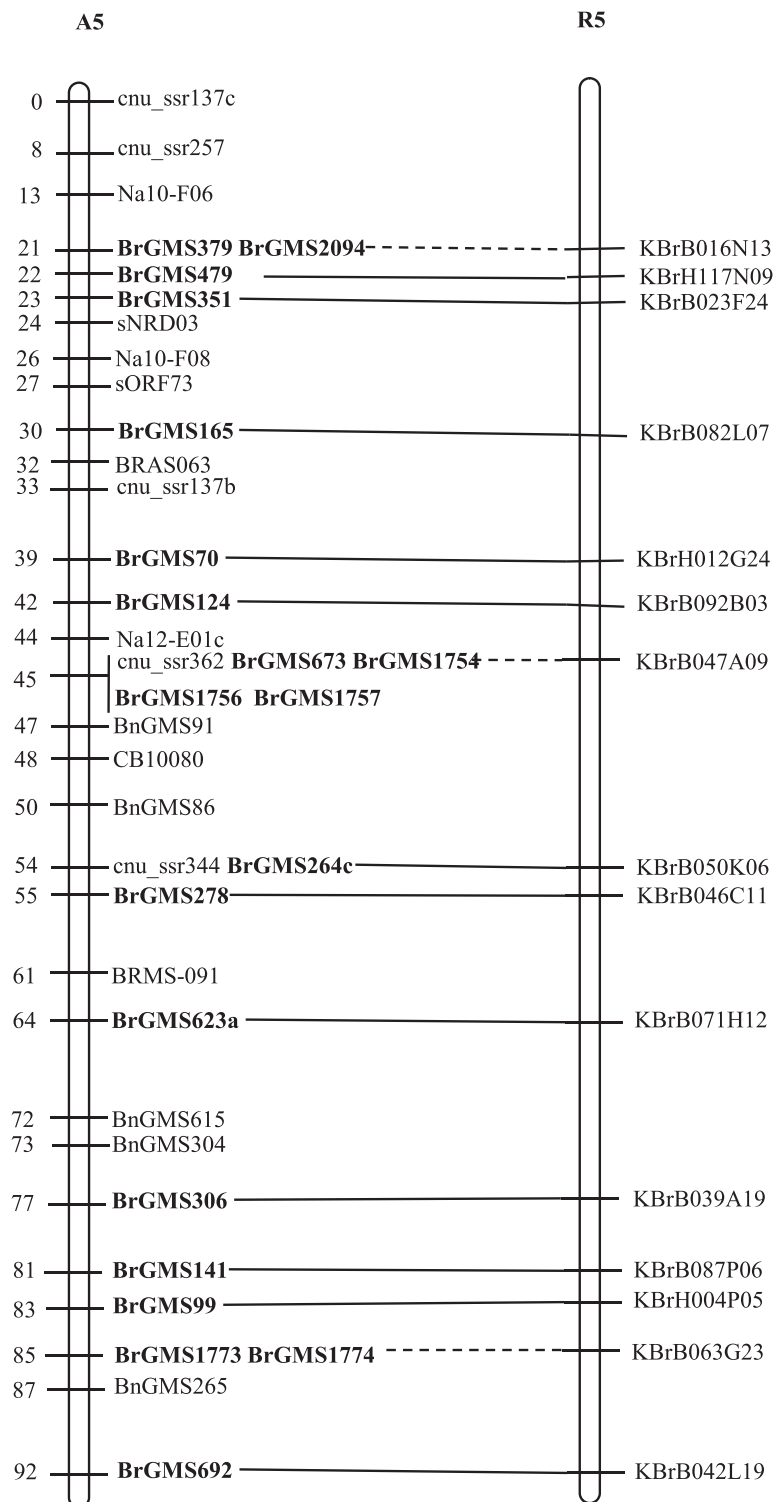 A5 R5
0 cnu_ssr137c
8 cnu_ssr257
13 Na10-F06
21 BrGMS379 BrGMS2094 KBrB016N13
22 BrGMS479 KBrH117N09
23 BrGMS351 KBrB023F24
24 sNRD03
26 Na10-F08
27 sORF73
30 BrGMS165 KBrB082L07
32 BRAS063
33 cnu_ssr137b
39 BrGMS70 KBrH012G24
42 BrGMS124 KBrB092B03
44 Na12-E01c
cnu_ssr362 BrGMS673 BrGMS1754 KBrB047A09
45
BrGMS1756 BrGMS1757
47 BnGMS91
48 CB10080
50 BnGMS86
54 cnu_ssr344 BrGMS264c KBrB050K06
55 BrGMS278 KBrB046C11
61 BRMS-091
64 BrGMS623a KBrB071H12
72 BnGMS615
73 BnGMS304
77 BrGMS306 KBrB039A19
81 BrGMS141 KBrB087P06
83 BrGMS99 KBrH004P05
85 BrGMS1773 BrGMS1774 KBrB063G23
87 BnGMS265
92 BrGMS692 KBrB042L19